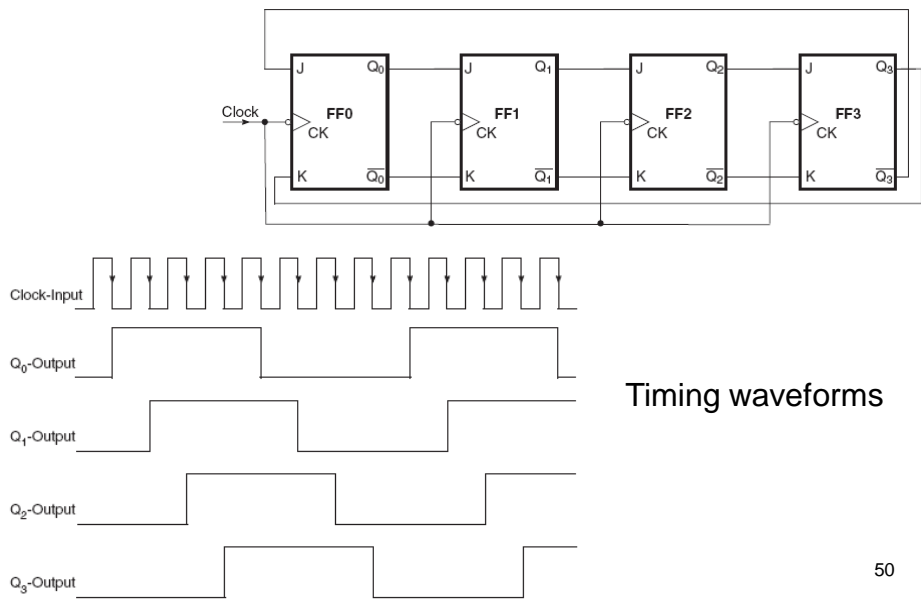 J Q₀ J Q₁ J Q₂ J Q₃
Clock FF0 FF1 FF2 FF3
CK CK CK CK
K Q̅₀ K Q̅₁ K Q̅₂ K Q̅₃
Clock-Input
Q₀-Output
Timing waveforms
Q₁-Output
Q₂-Output
Q₃-Output
50